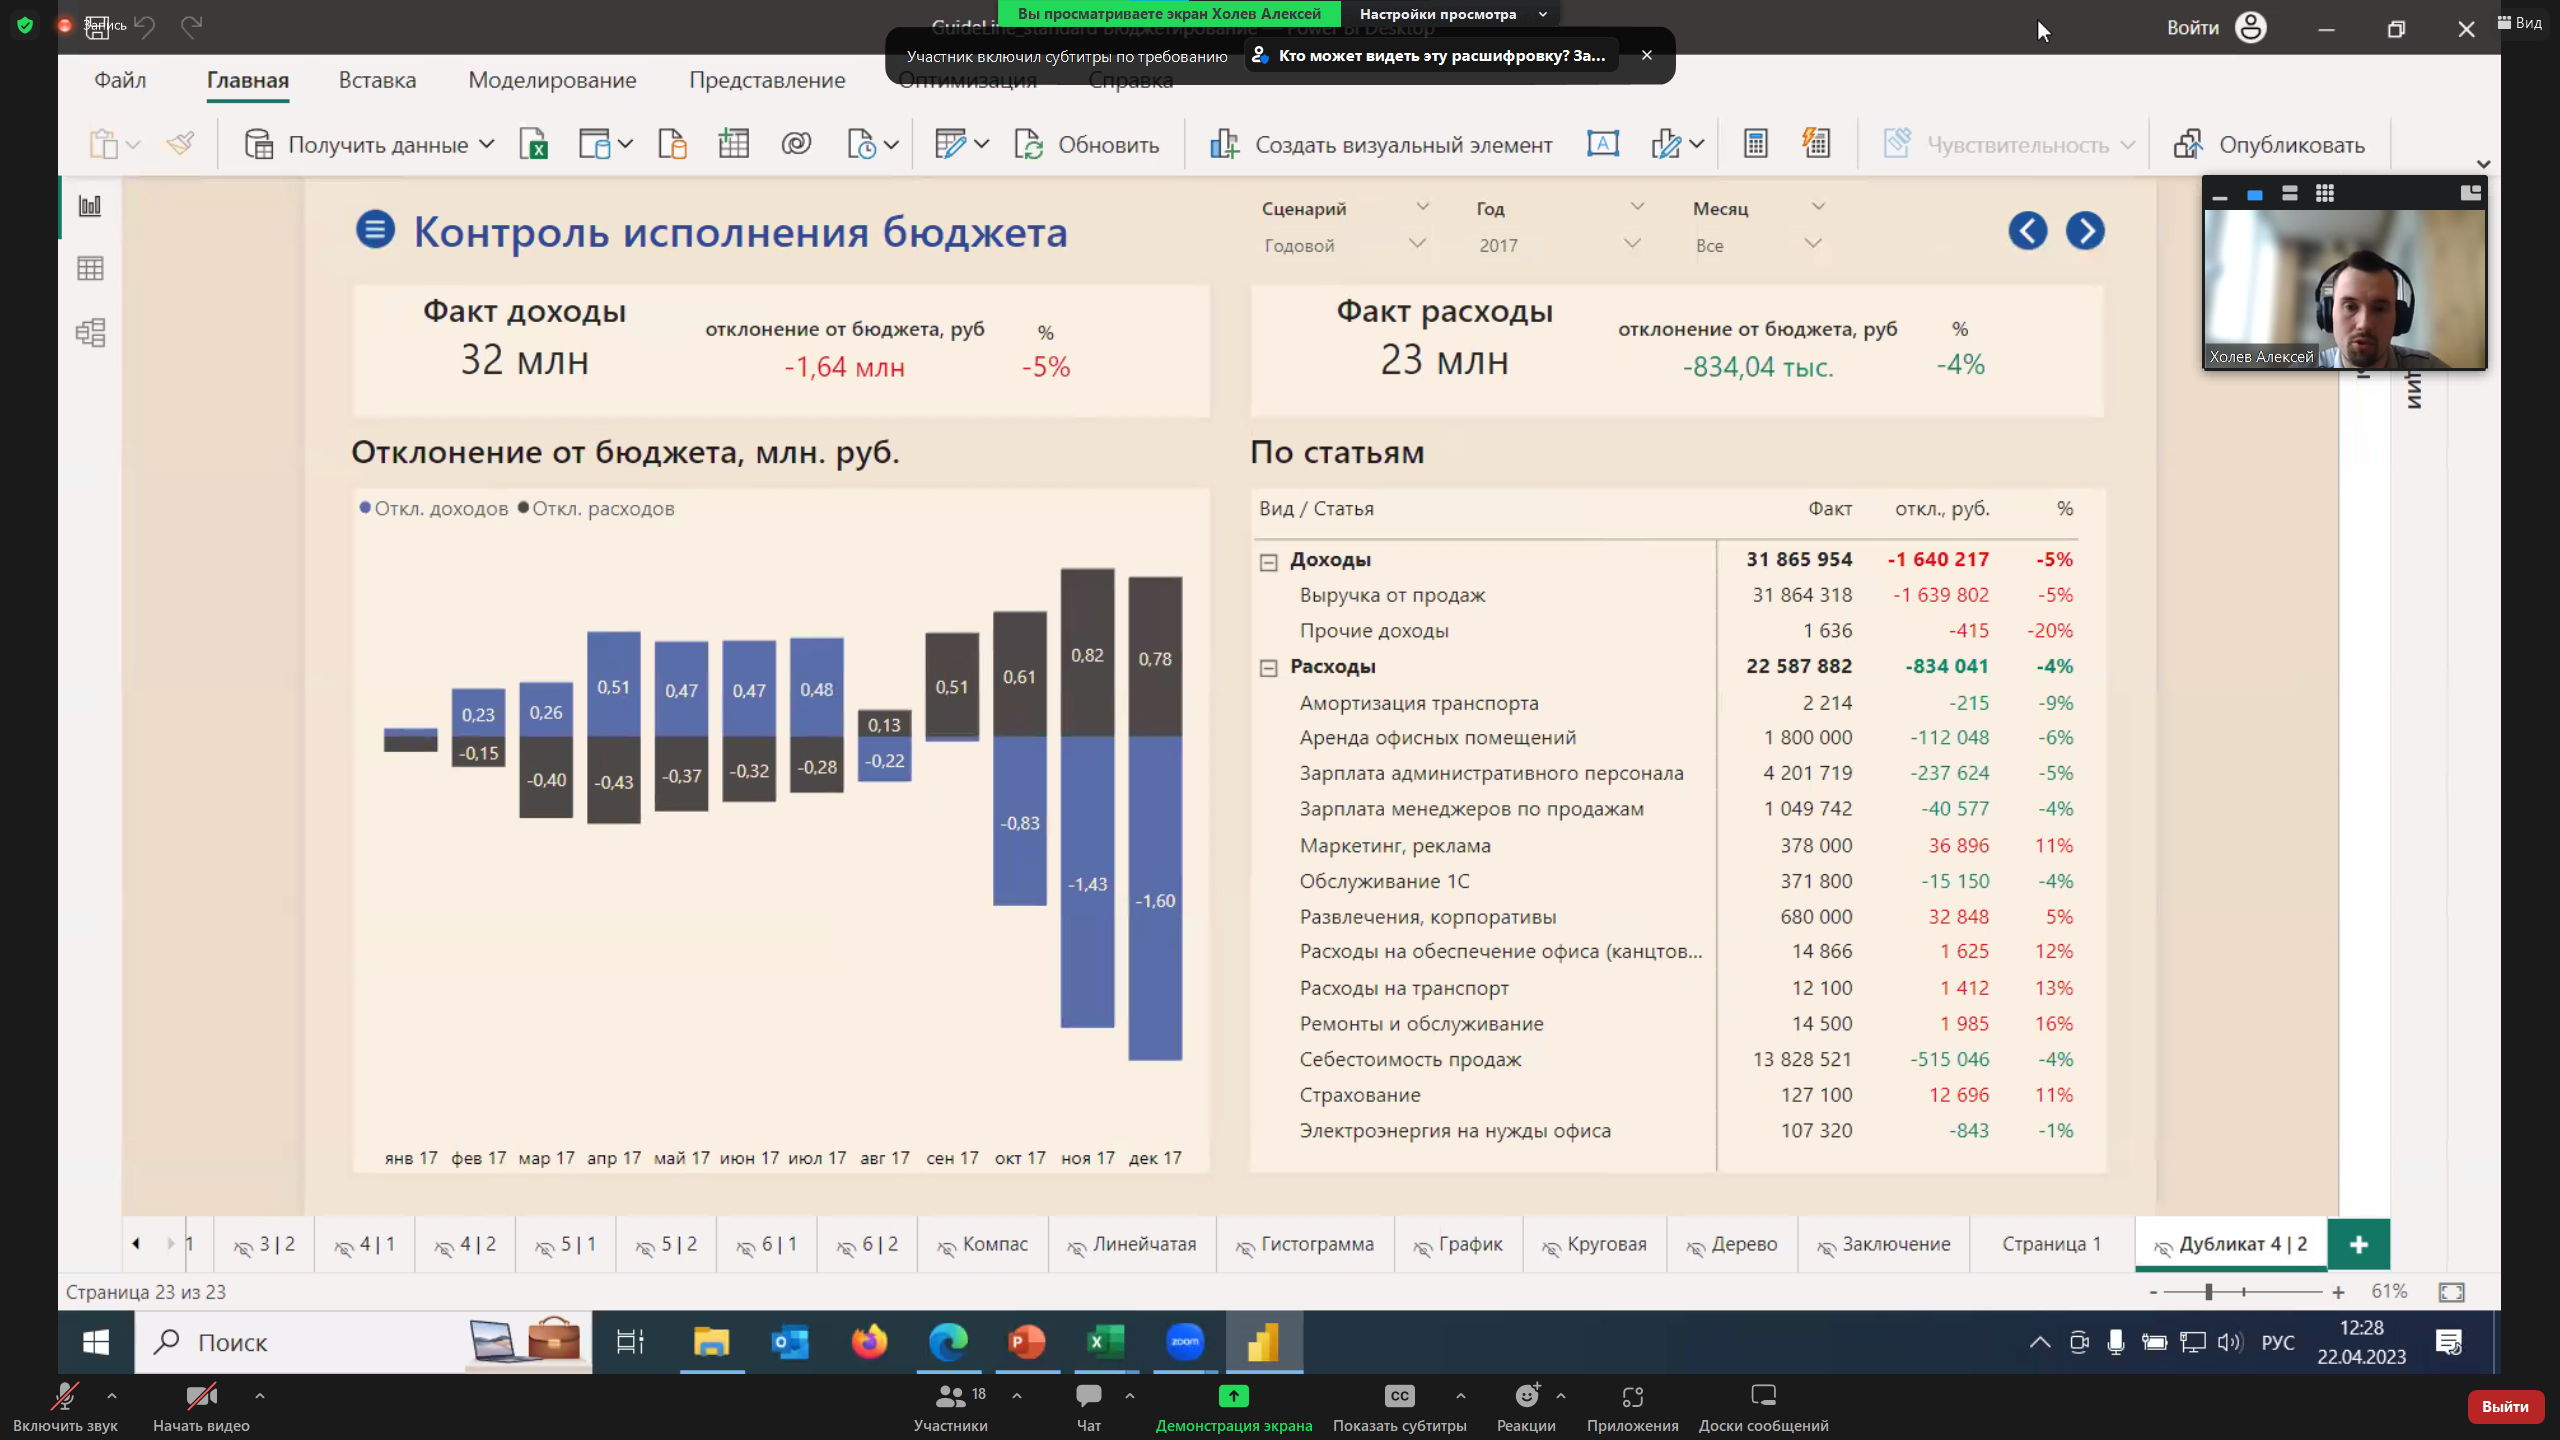 Вы просматриваете экран Холев Алексей
Настройки просмотра
Запись
Войти
Вид
Участник включил субтитры по требованию
Кто может видеть эту расшифровку? За...
Файл
Главная
Вставка
Моделирование
Представление
Оптимизация
Справка
Получить данные
Обновить
Создать визуальный элемент
Чувствительность
Опубликовать
Контроль исполнения бюджета
Сценарий Год Месяц
Годовой 2017 Все
Холев Алексей
Факт доходы
32 млн
отклонение от бюджета, руб %
-1,64 млн -5%
Факт расходы
23 млн
отклонение от бюджета, руб %
-834,04 тыс. -4%
Отклонение от бюджета, млн. руб.
Откл. доходов Откл. расходов
0,23 0,26 0,51 0,47 0,47 0,48 0,13 0,51 0,61 0,82 0,78
-0,15 -0,40 -0,43 -0,37 -0,32 -0,28 -0,22 -0,83 -1,43 -1,60
янв 17 фев 17 мар 17 апр 17 май 17 июн 17 июл 17 авг 17 сен 17 окт 17 ноя 17 дек 17
По статьям
Вид / Статья Факт откл., руб. %
Доходы 31 865 954 -1 640 217 -5%
Выручка от продаж 31 864 318 -1 639 802 -5%
Прочие доходы 1 636 -415 -20%
Расходы 22 587 882 -834 041 -4%
Амортизация транспорта 2 214 -215 -9%
Аренда офисных помещений 1 800 000 -112 048 -6%
Зарплата административного персонала 4 201 719 -237 624 -5%
Зарплата менеджеров по продажам 1 049 742 -40 577 -4%
Маркетинг, реклама 378 000 36 896 11%
Обслуживание 1С 371 800 -15 150 -4%
Развлечения, корпоративы 680 000 32 848 5%
Расходы на обеспечение офиса (канцтов... 14 866 1 625 12%
Расходы на транспорт 12 100 1 412 13%
Ремонты и обслуживание 14 500 1 985 16%
Себестоимость продаж 13 828 521 -515 046 -4%
Страхование 127 100 12 696 11%
Электроэнергия на нужды офиса 107 320 -843 -1%
1 3 | 2 4 | 1 4 | 2 5 | 1 5 | 2 6 | 1 6 | 2 Компас Линейчатая Гистограмма График Круговая Дерево Заключение Страница 1 Дубликат 4 | 2
Страница 23 из 23
- + 61%
Поиск
zoom
РУС
12:28
22.04.2023
18
CC
Включить звук
Начать видео
Участники
Чат
Демонстрация экрана
Показать субтитры
Реакции
Приложения
Доски сообщений
Выйти